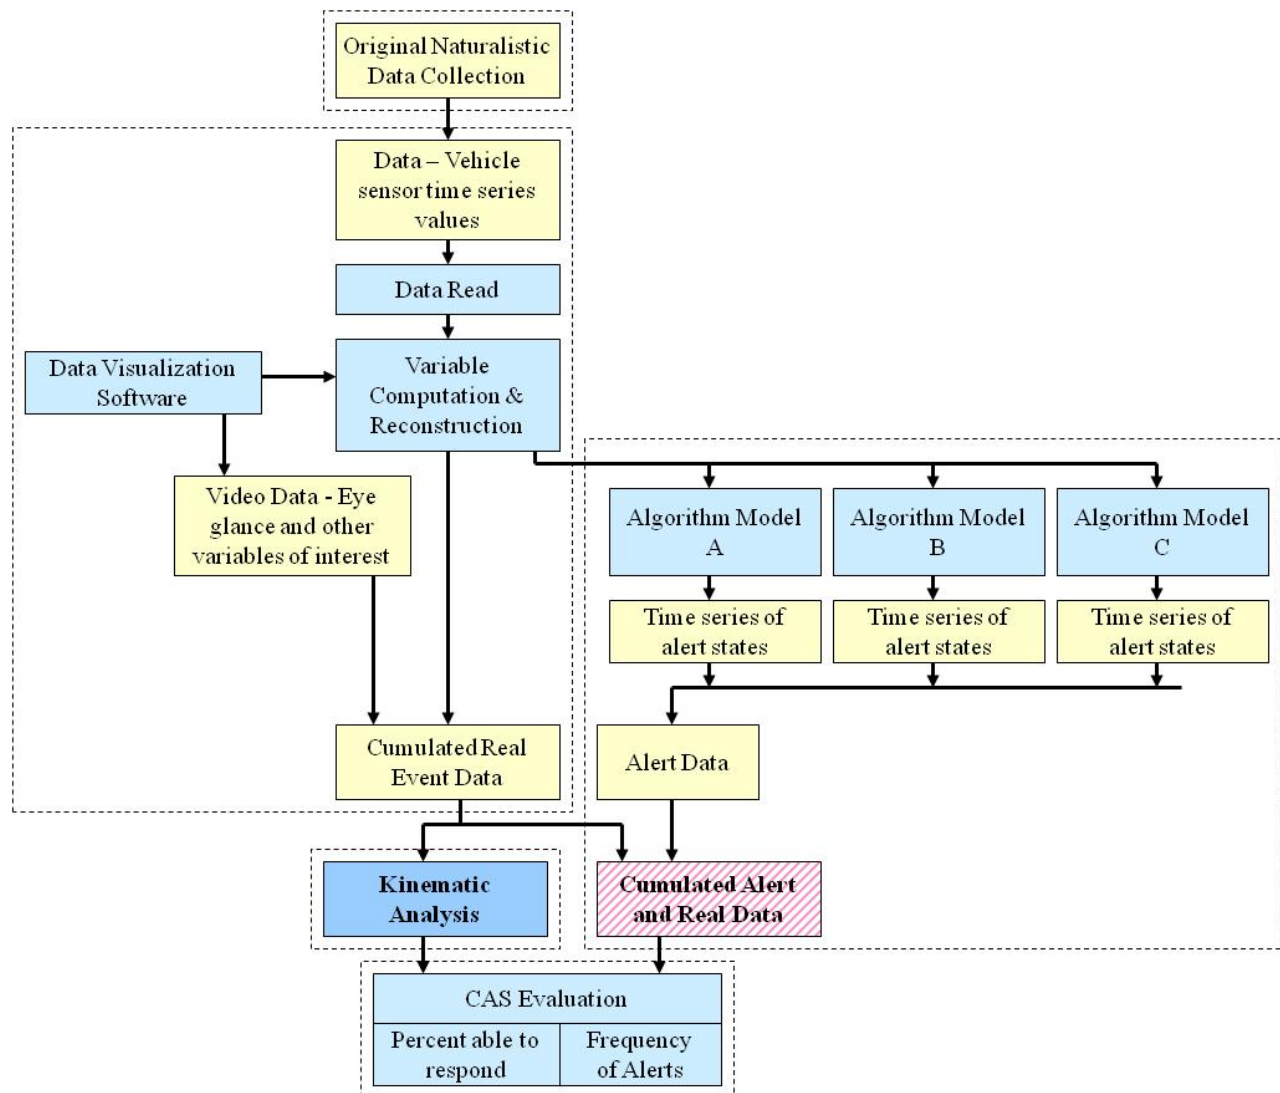 Original Naturalistic
Data Collection
Data – Vehicle
sensor time series
values
Data Read
Data Visualization
Software
Variable
Computation &
Reconstruction
Video Data - Eye
glance and other
variables of interest
Algorithm Model
A
Algorithm Model
B
Algorithm Model
C
Time series of
alert states
Time series of
alert states
Time series of
alert states
Cumulated Real
Event Data
Alert Data
Kinematic
Analysis
Cumulated Alert
and Real Data
CAS Evaluation
Percent able to
respond
Frequency
of Alerts